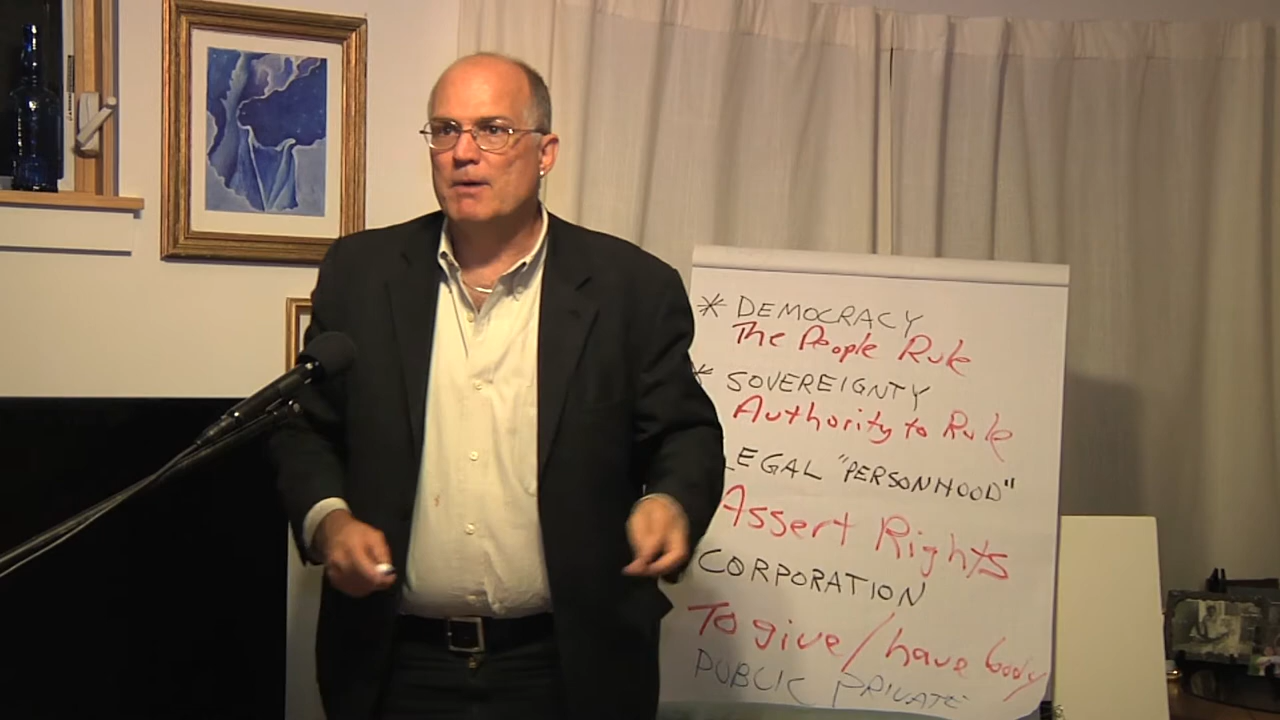 * DEMOCRACY
The People Rule
* SOVEREIGNTY
Authority to Rule
LEGAL "PERSONHOOD"
Assert Rights
CORPORATION
To give/have body
PUBLIC PRIVATE